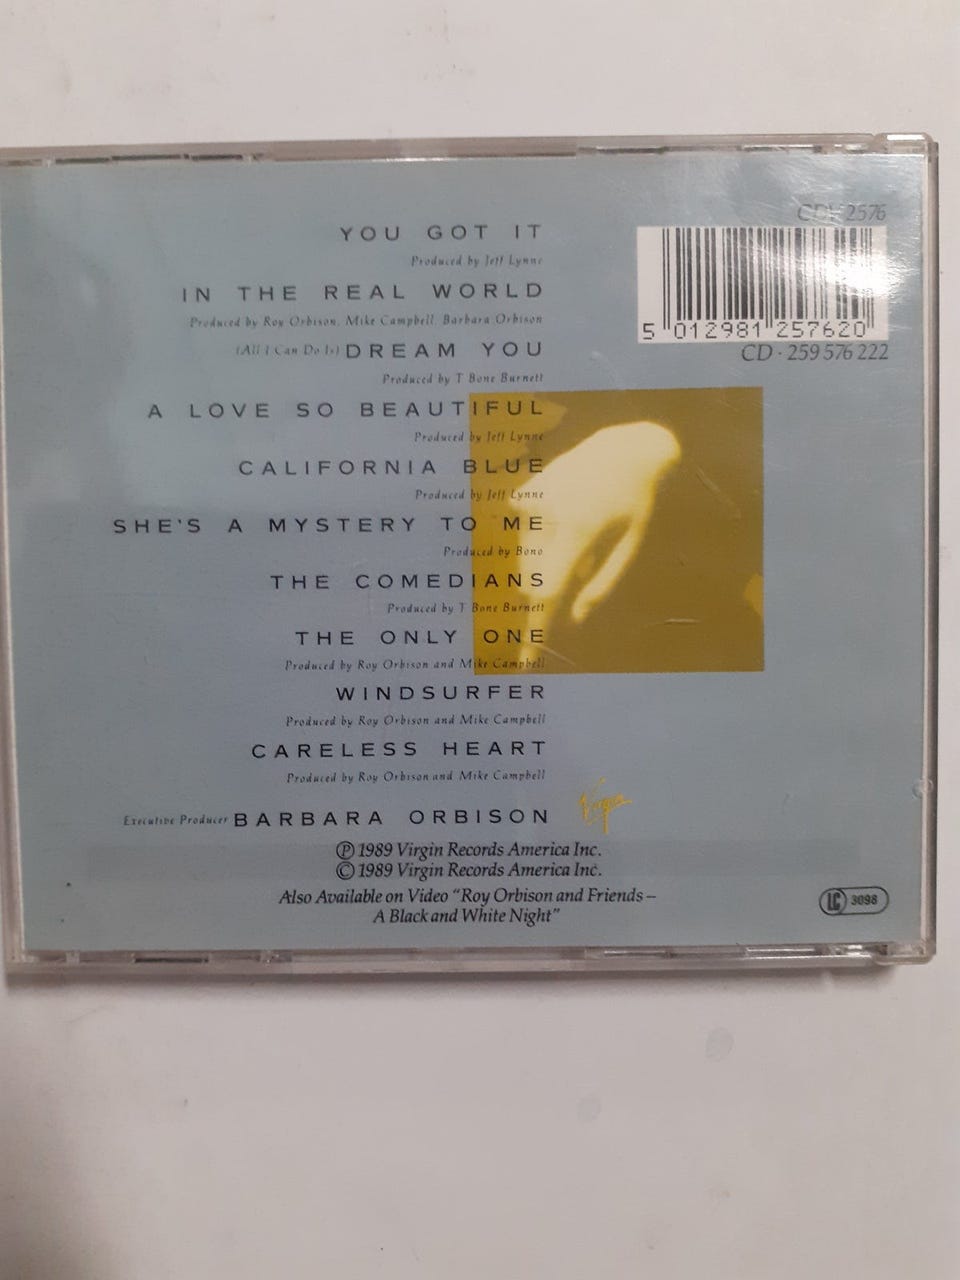 YOU GOT IT
Produced by Jeff Lynne
IN THE REAL WORLD
Produced by Roy Orbison, Mike Campbell, Barbara Orbison
(All I Can Do Is) DREAM YOU
Produced by T Bone Burnett
A LOVE SO BEAUTIFUL
Produced by Jeff Lynne
CALIFORNIA BLUE
Produced by Jeff Lynne
SHE'S A MYSTERY TO ME
Produced by Bono
THE COMEDIANS
Produced by T Bone Burnett
THE ONLY ONE
Produced by Roy Orbison and Mike Campbell
WINDSURFER
Produced by Roy Orbison and Mike Campbell
CARELESS HEART
Produced by Roy Orbison and Mike Campbell
Executive Producer BARBARA ORBISON
Virgin
Ⓟ 1989 Virgin Records America Inc.
© 1989 Virgin Records America Inc.
Also Available on Video “Roy Orbison and Friends –
A Black and White Night”
CDV 2576
5 012981 257620
CD · 259 576 222
LC 3098